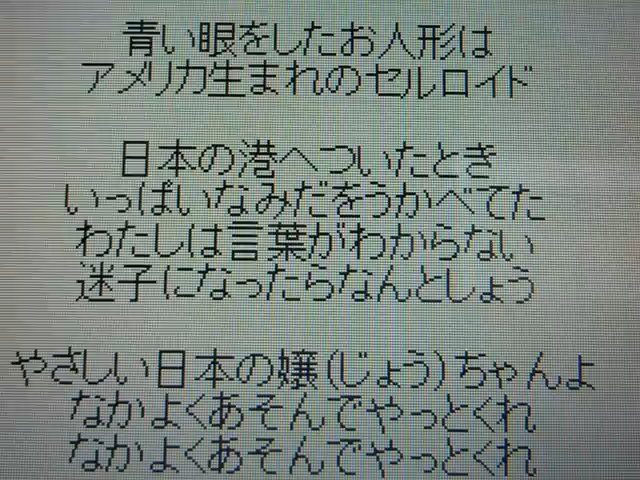 青い眼をしたお人形は
アメリカ生まれのセルロイド
日本の港へついたとき
いっぱいなみだをうかべてた
わたしは言葉がわからない
迷子になったらなんとしょう
やさしい日本の嬢(じょう)ちゃんよ
なかよくあそんでやっとくれ
なかよくあそんでやっとくれ